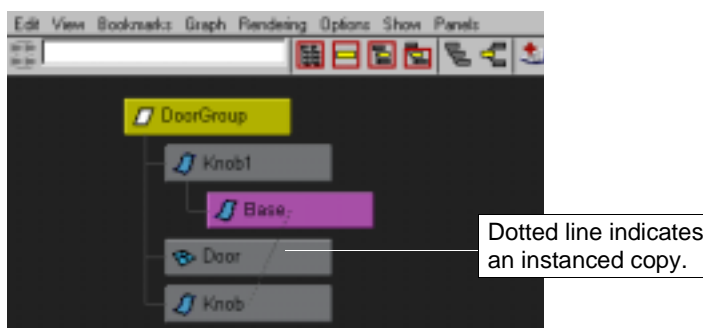 Edit View Bookmarks Graph Rendering Options Show Panels
DoorGroup
Knob1
Base
Door
Knob
Dotted line indicates
an instanced copy.